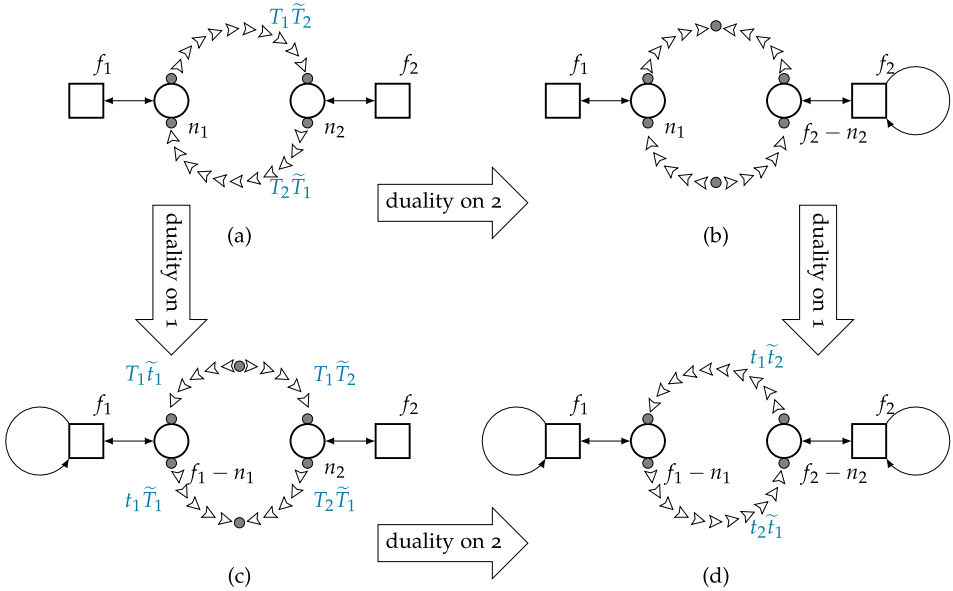 T₁T̃₂
f₁
f₂
n₁
n₂
T₂T̃₁
(a)
duality on 2
f₁
f₂
n₁
f₂ − n₂
(b)
duality on 1
duality on 1
T₁t̃₁
T₁T̃₂
f₁
f₂
f₁ − n₁
n₂
t₁T̃₁
T₂T̃₁
(c)
duality on 2
t₁t̃₂
f₁
f₂
f₁ − n₁
f₂ − n₂
t₂t̃₁
(d)